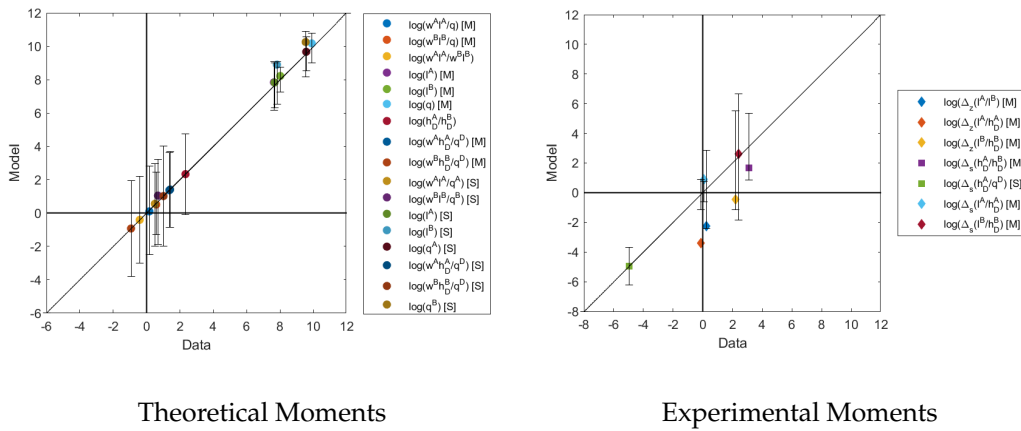 12
10
8
6
4
2
0
-2
-4
-6
Model
-6 -4 -2 0 2 4 6 8 10 12
Data
log(w^A l^A/q) [M]
log(w^B l^B/q) [M]
log(w^A l^A/w^B l^B)
log(l^A) [M]
log(l^B) [M]
log(q) [M]
log(h_D^A/h_D^B)
log(w^A h_D^A/q^D) [M]
log(w^B h_D^B/q^D) [M]
log(w^A l^A/q^A) [S]
log(w^B l^B/q^B) [S]
log(l^A) [S]
log(l^B) [S]
log(q^A) [S]
log(w^A h_D^A/q^D) [S]
log(w^B h_D^B/q^D) [S]
log(q^B) [S]
Theoretical Moments
12
10
8
6
4
2
0
-2
-4
-6
-8
Model
-8 -6 -4 -2 0 2 4 6 8 10 12
Data
log(Δ_z(l^A/l^B) [M]
log(Δ_z(l^A/h_D^A) [M]
log(Δ_z(l^B/h_D^B) [M]
log(Δ_s(h_D^A/h_D^B) [M]
log(Δ_s(h_D^A/q^D) [S]
log(Δ_s(l^A/h_D^A) [M]
log(Δ_s(l^B/h_D^B) [M]
Experimental Moments